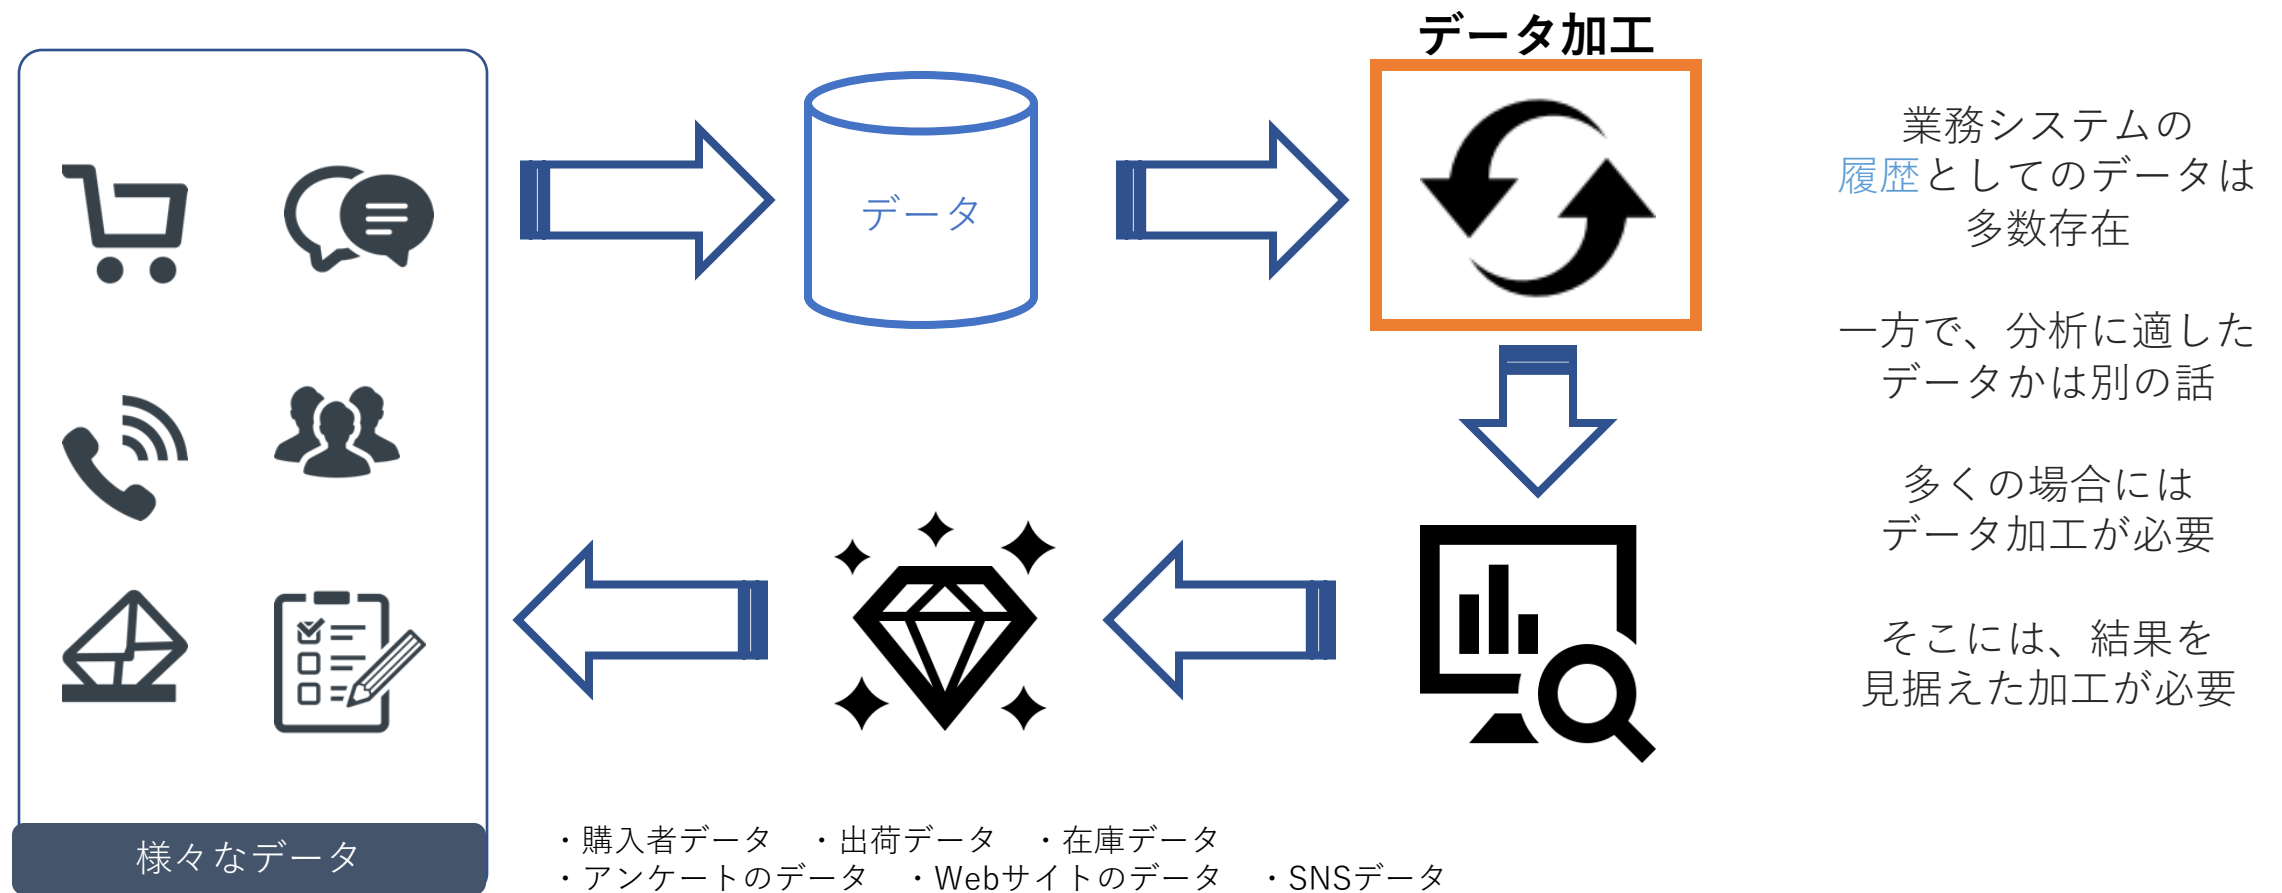 データ加工
データ
業務システムの
履歴としてのデータは
多数存在
一方で、分析に適した
データかは別の話
多くの場合には
データ加工が必要
そこには、結果を
見据えた加工が必要
様々なデータ
・購入者データ　・出荷データ　・在庫データ
・アンケートのデータ　・Webサイトのデータ　・SNSデータ